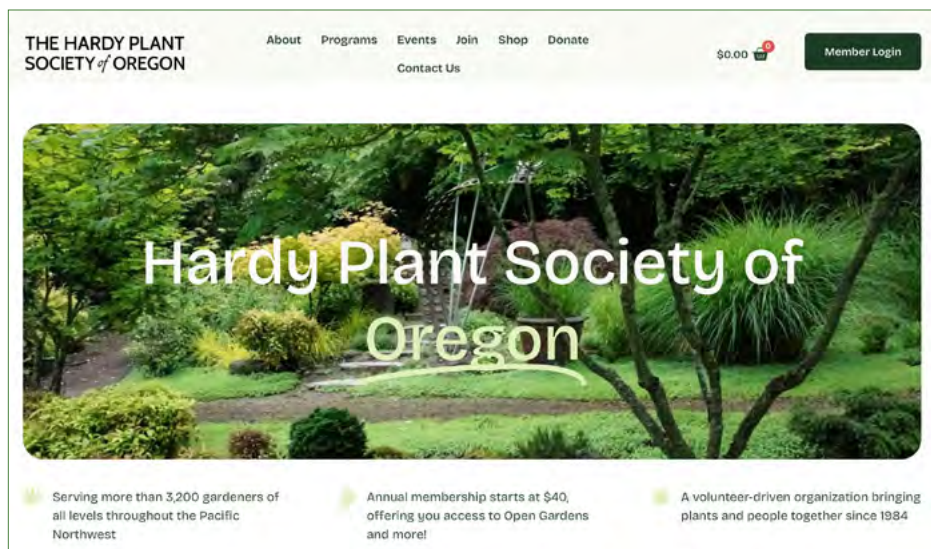 THE HARDY PLANT
SOCIETY of OREGON
About Programs Events Join Shop Donate
Contact Us
$0.00
0
Member Login
Hardy Plant Society of
Oregon
Serving more than 3,200 gardeners of
all levels throughout the Pacific
Northwest
Annual membership starts at $40,
offering you access to Open Gardens
and more!
A volunteer-driven organization bringing
plants and people together since 1984